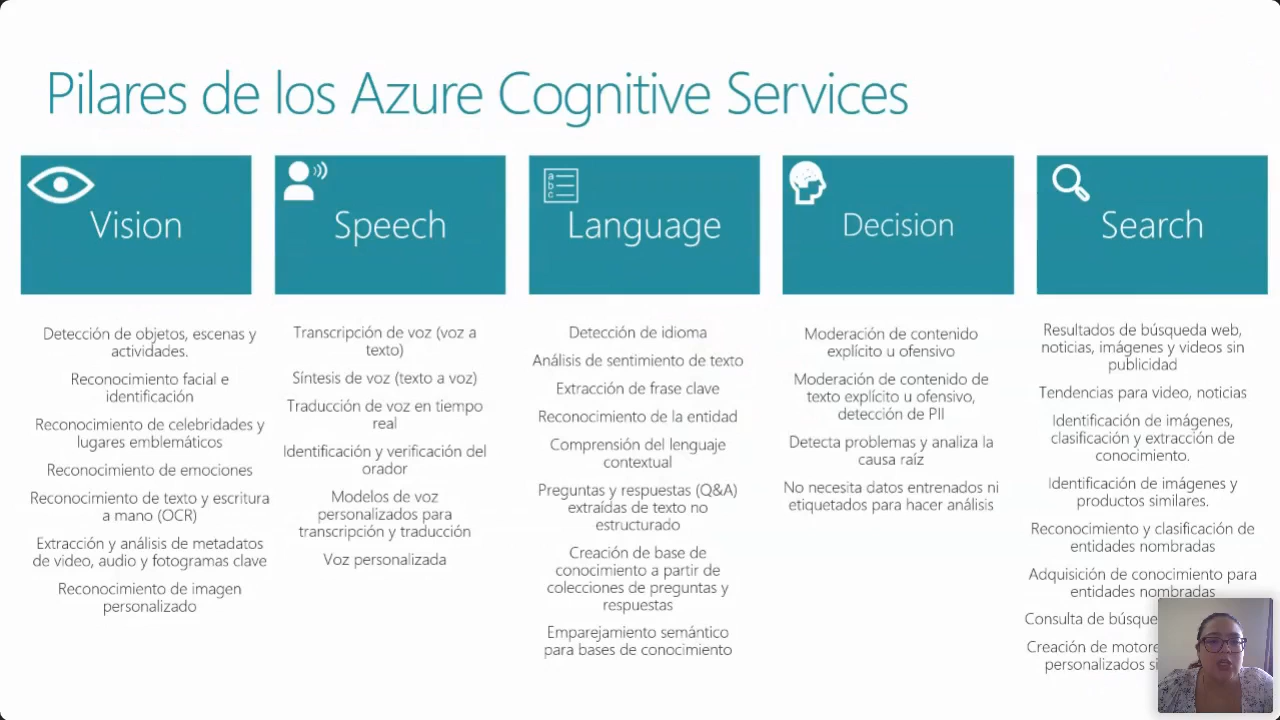 Pilares de los Azure Cognitive Services
Vision
Detección de objetos, escenas y
actividades.
Reconocimiento facial e
identificación
Reconocimiento de celebridades y
lugares emblemáticos
Reconocimiento de emociones
Reconocimiento de texto y escritura
a mano (OCR)
Extracción y análisis de metadatos
de video, audio y fotogramas clave
Reconocimiento de imagen
personalizado
Speech
Transcripción de voz (voz a
texto)
Síntesis de voz (texto a voz)
Traducción de voz en tiempo
real
Identificación y verificación del
orador
Modelos de voz
personalizados para
transcripción y traducción
Voz personalizada
a
b
c
Language
Detección de idioma
Análisis de sentimiento de texto
Extracción de frase clave
Reconocimiento de la entidad
Comprensión del lenguaje
contextual
Preguntas y respuestas (Q&A)
extraídas de texto no
estructurado
Creación de base de
conocimiento a partir de
colecciones de preguntas y
respuestas
Emparejamiento semántico
para bases de conocimiento
Decision
Moderación de contenido
explícito u ofensivo
Moderación de contenido de
texto explícito u ofensivo,
detección de PII
Detecta problemas y analiza la
causa raíz
No necesita datos entrenados ni
etiquetados para hacer análisis
Search
Resultados de búsqueda web,
noticias, imágenes y videos sin
publicidad
Tendencias para video, noticias
Identificación de imágenes,
clasificación y extracción de
conocimiento.
Identificación de imágenes y
productos similares.
Reconocimiento y clasificación de
entidades nombradas
Adquisición de conocimiento para
entidades nombradas
Consulta de
Creación de
personalizados